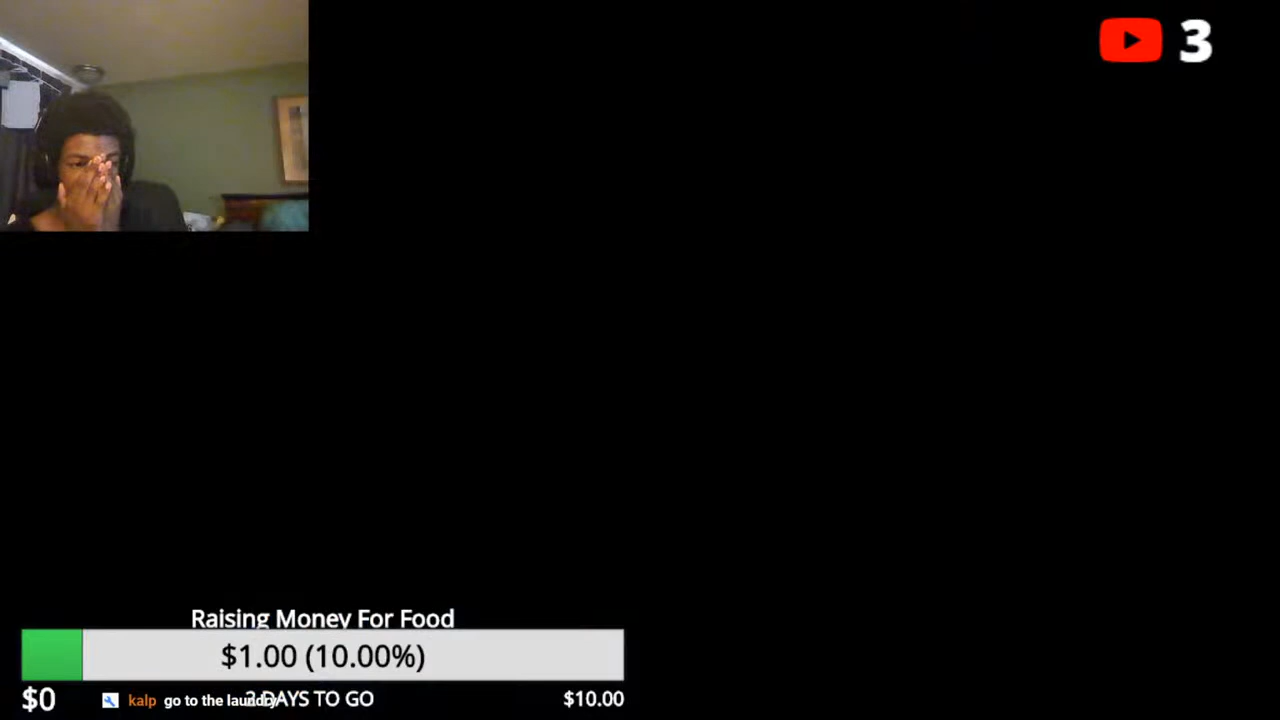 3
Raising Money For Food
$1.00 (10.00%)
$0
kalp go to the laundry
DAYS TO GO
$10.00